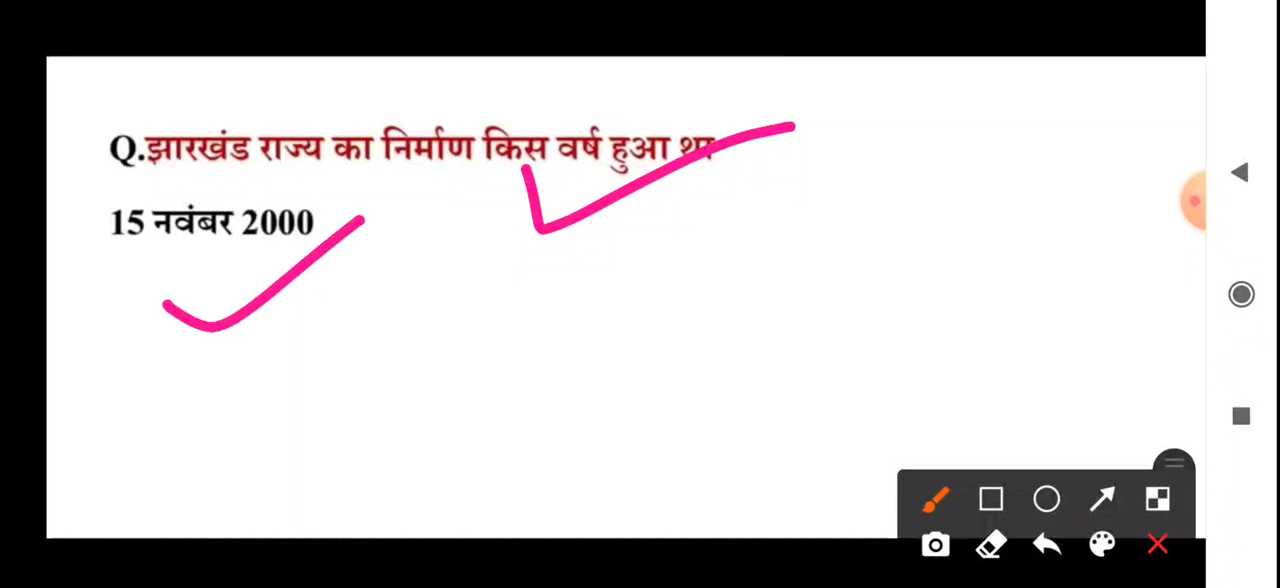 Q.झारखंड राज्य का निर्माण किस वर्ष हुआ था
15 नवंबर 2000